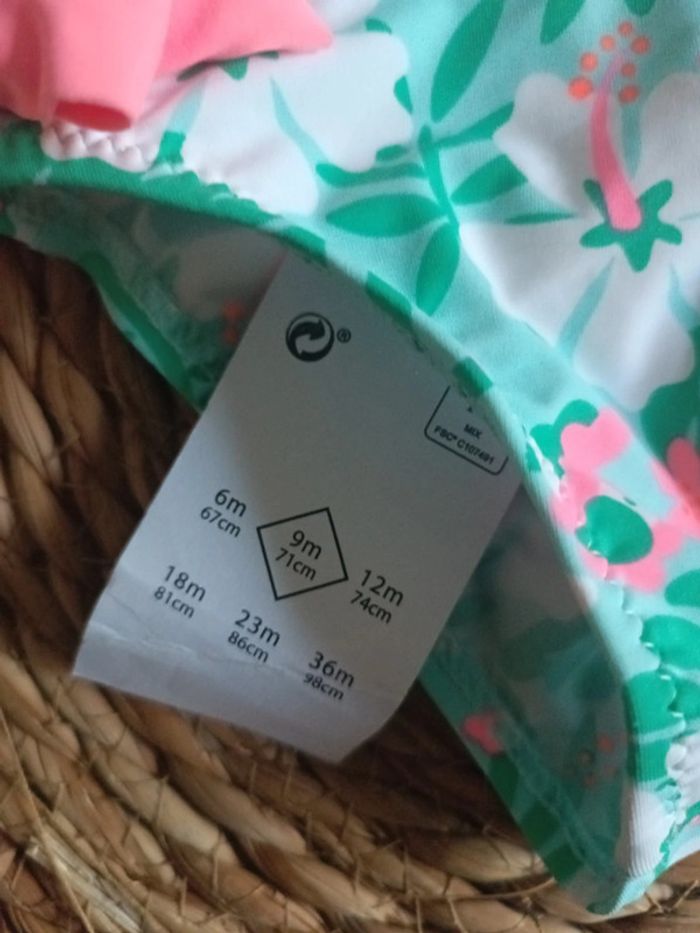 ®
MIX
FSC® C107491
6m
67cm
9m
71cm
12m
74cm
18m
81cm
23m
86cm
36m
98cm